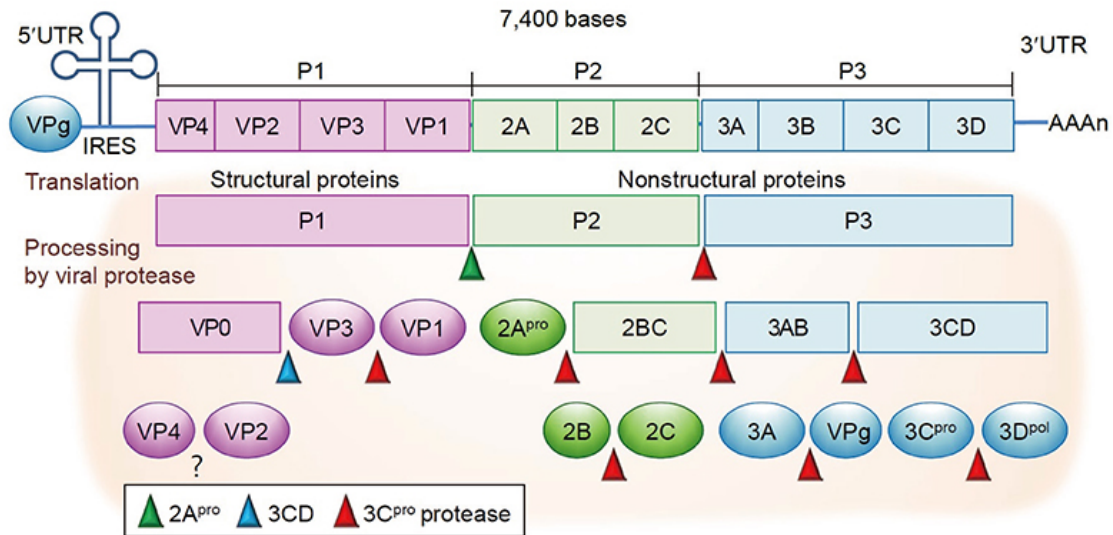 7,400 bases
5′UTR
3′UTR
P1 P2 P3
VPg
VP4 VP2 VP3 VP1 2A 2B 2C 3A 3B 3C 3D
AAAn
IRES
Translation
Structural proteins Nonstructural proteins
P1 P2 P3
Processing
by viral protease
VP0 VP3 VP1 2Apro 2BC 3AB 3CD
VP4 VP2 2B 2C 3A VPg 3Cpro 3Dpol
?
2Apro 3CD 3Cpro protease